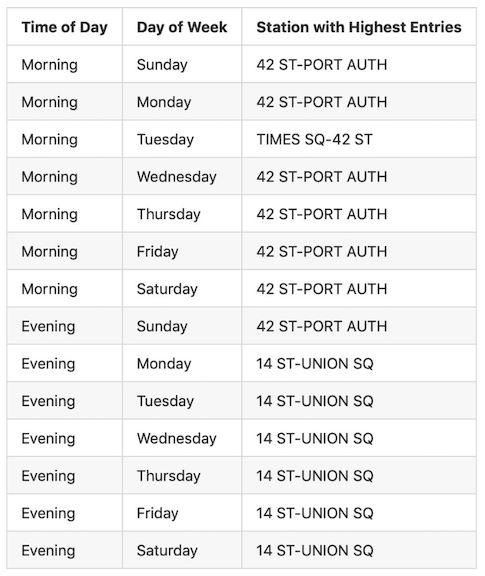 Time of Day Day of Week Station with Highest Entries
Morning Sunday 42 ST-PORT AUTH
Morning Monday 42 ST-PORT AUTH
Morning Tuesday TIMES SQ-42 ST
Morning Wednesday 42 ST-PORT AUTH
Morning Thursday 42 ST-PORT AUTH
Morning Friday 42 ST-PORT AUTH
Morning Saturday 42 ST-PORT AUTH
Evening Sunday 42 ST-PORT AUTH
Evening Monday 14 ST-UNION SQ
Evening Tuesday 14 ST-UNION SQ
Evening Wednesday 14 ST-UNION SQ
Evening Thursday 14 ST-UNION SQ
Evening Friday 14 ST-UNION SQ
Evening Saturday 14 ST-UNION SQ